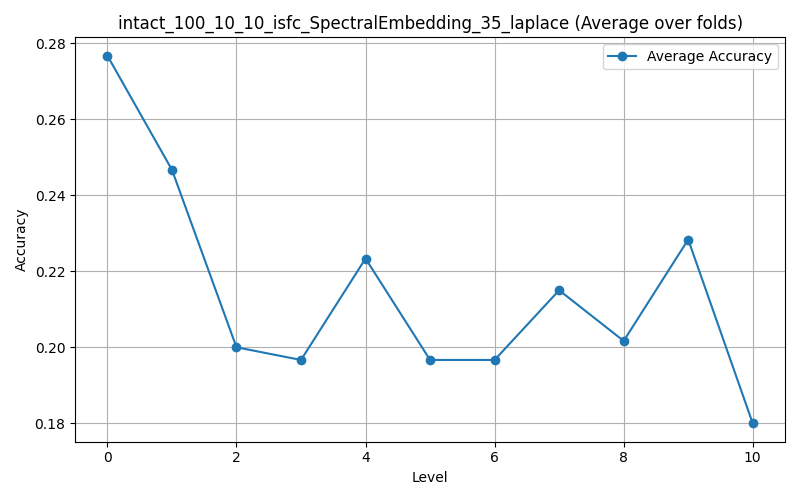 intact_100_10_10_isfc_SpectralEmbedding_35_laplace (Average over folds)
Average Accuracy
Accuracy
0.28
0.26
0.24
0.22
0.20
0.18
0 2 4 6 8 10
Level